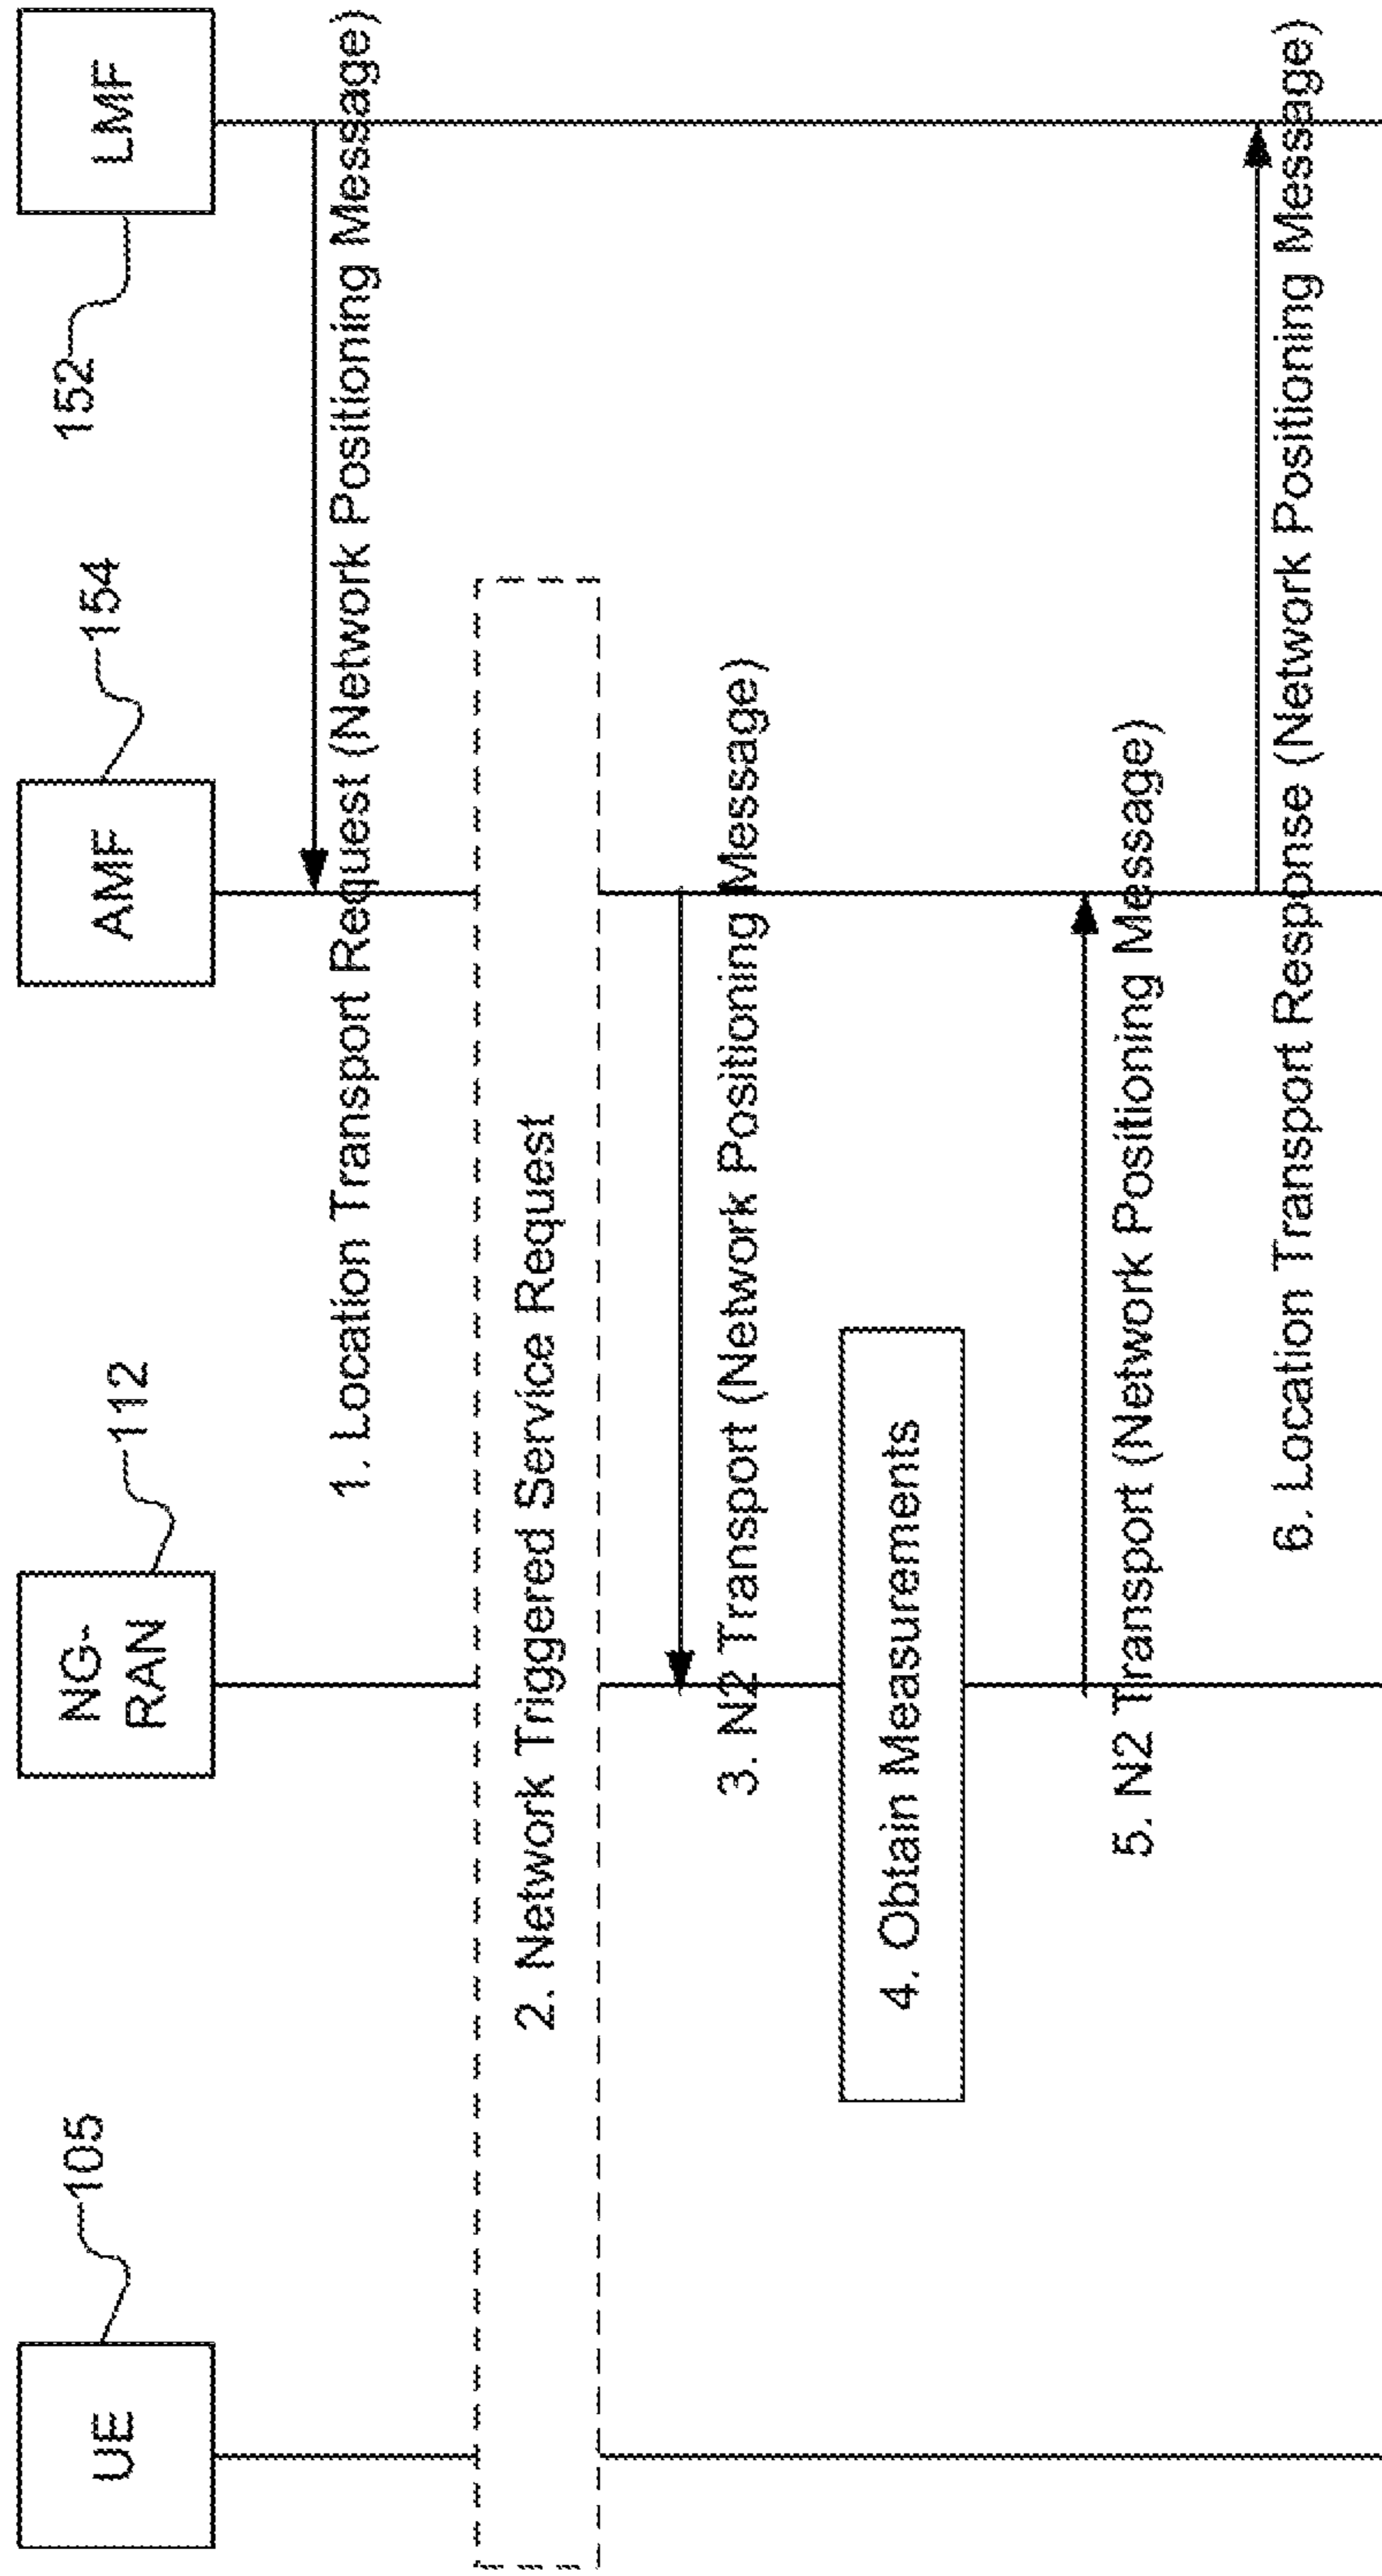 UE
105
NG-
RAN
112
AMF
154
LMF
152
1. Location Transport Request (Network Positioning Message)
2. Network Triggered Service Request
3. N2 Transport (Network Positioning Message)
4. Obtain Measurements
5. N2 Transport (Network Positioning Message)
6. Location Transport Response (Network Positioning Message)